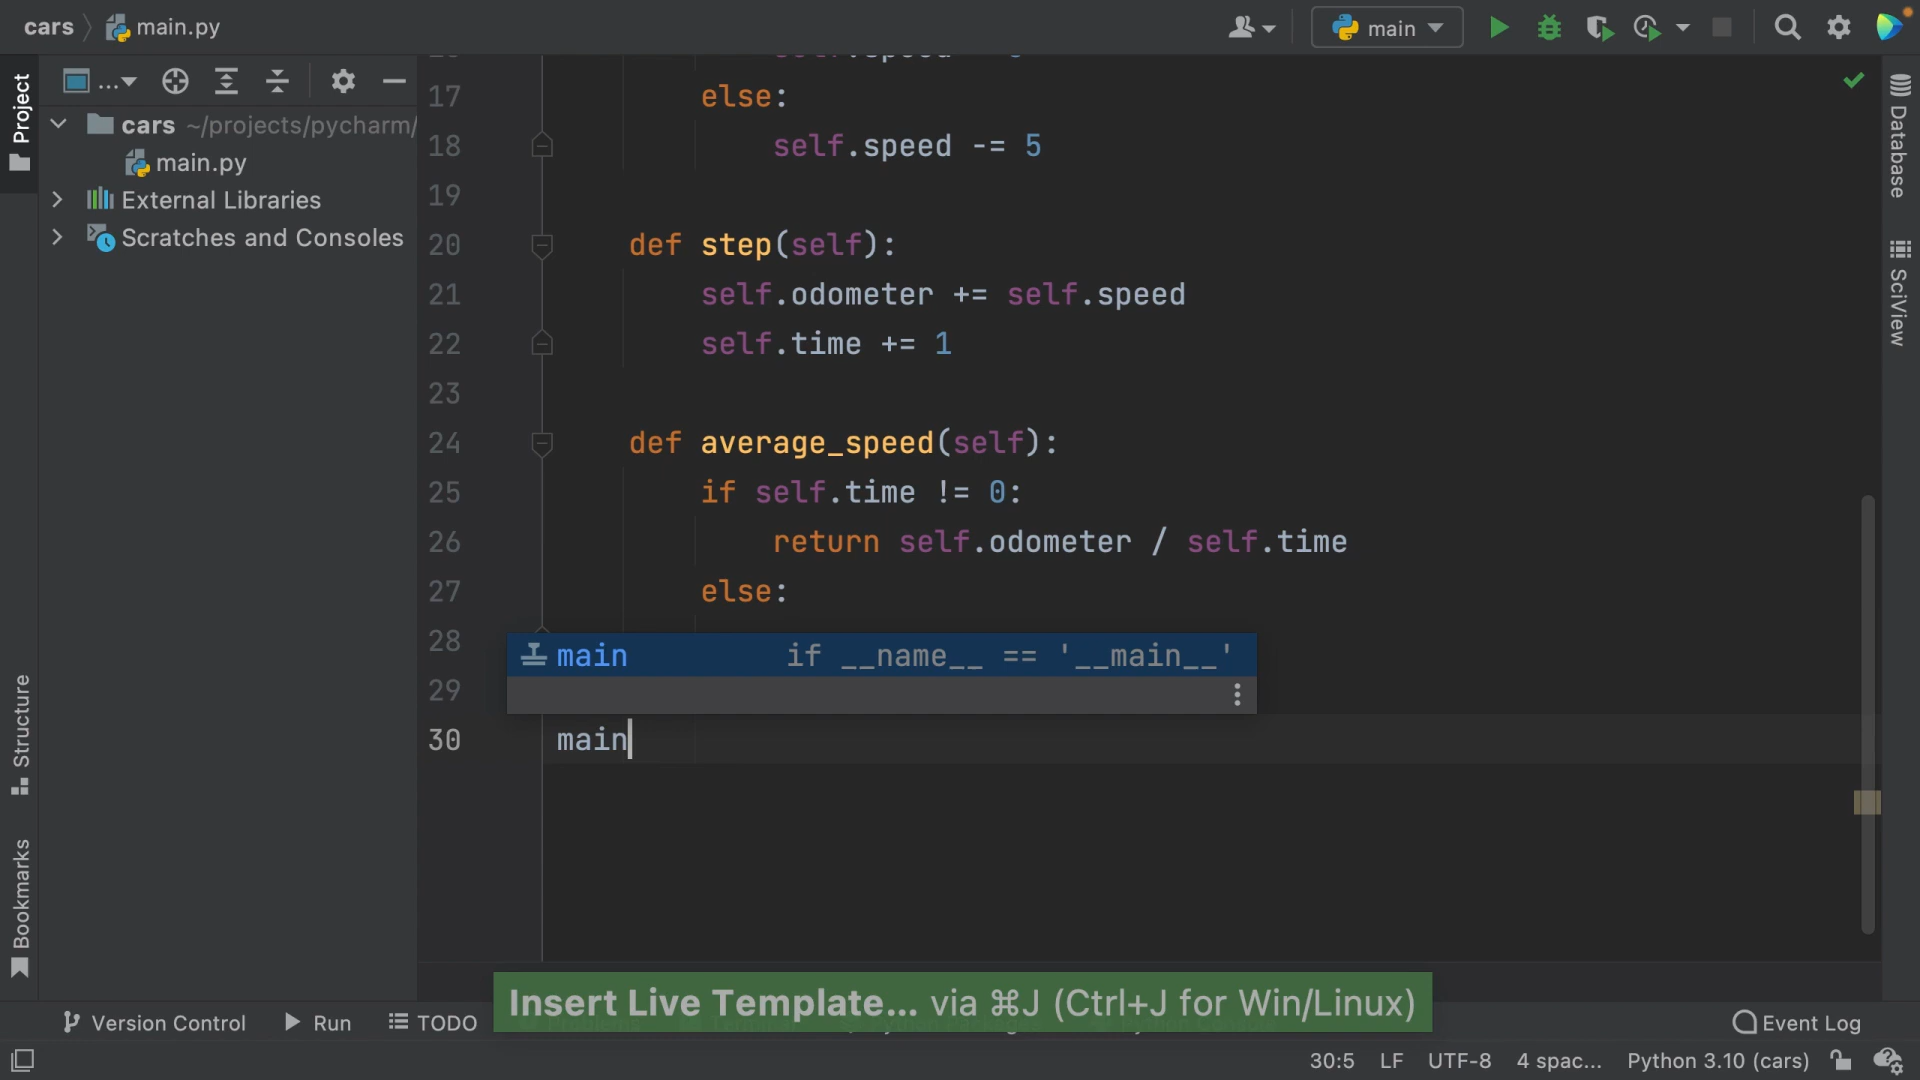 cars main.py
main
Project
...
cars ~/projects/pycharm/
main.py
External Libraries
Scratches and Consoles
Structure
Bookmarks
17 else:
18 self.speed -= 5
19
20 def step(self):
21 self.odometer += self.speed
22 self.time += 1
23
24 def average_speed(self):
25 if self.time != 0:
26 return self.odometer / self.time
27 else:
28
main if __name__ == '__main__'
29
30 main
Database
SciView
Insert Live Template... via ⌘J (Ctrl+J for Win/Linux)
Version Control Run TODO Event Log
30:5 LF UTF-8 4 spac... Python 3.10 (cars)